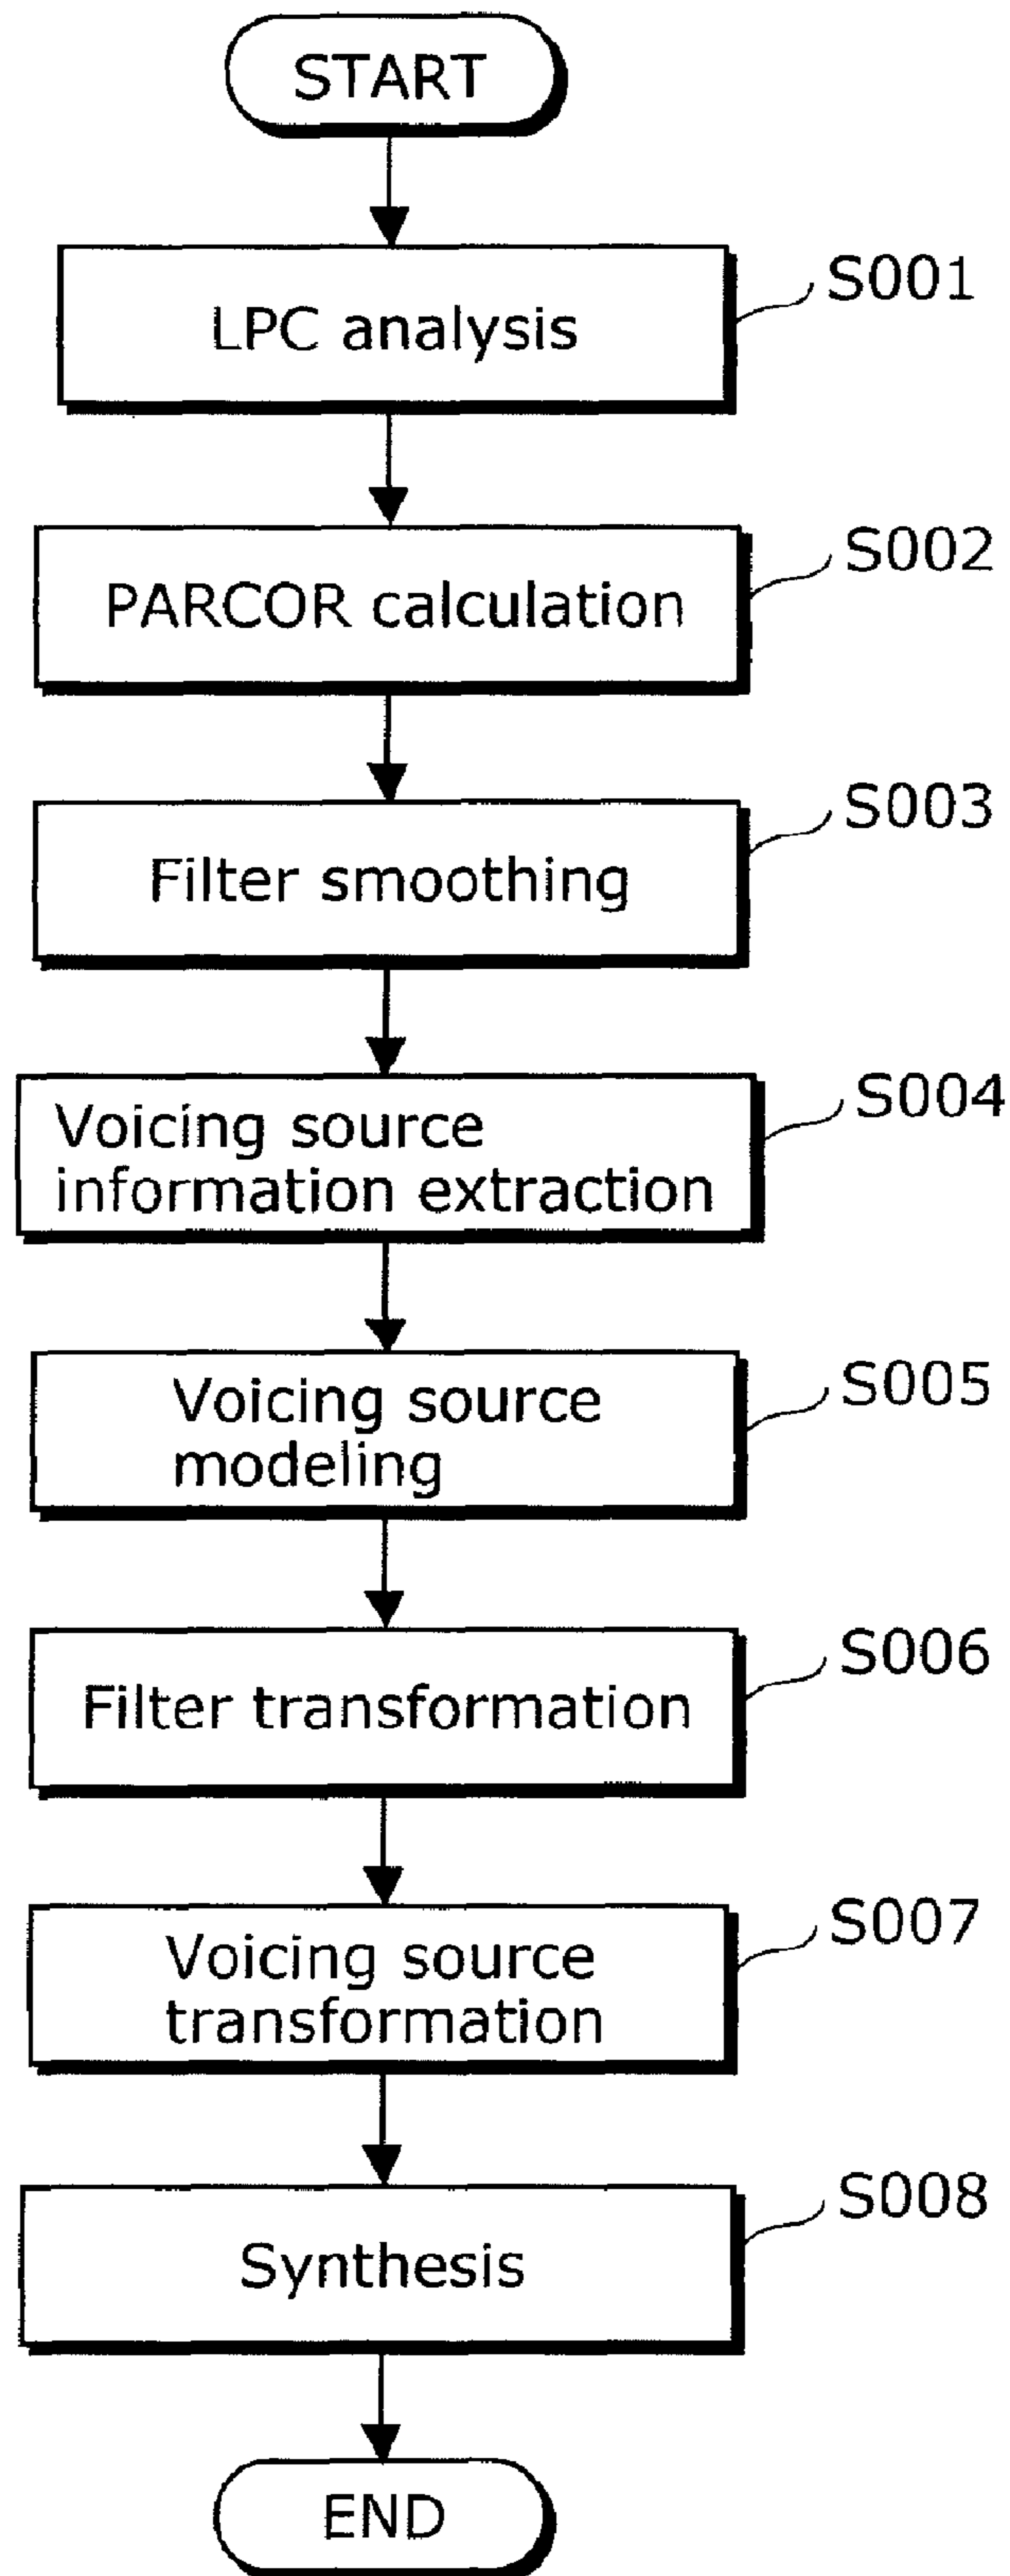 START
LPC analysis
S001
PARCOR calculation
S002
Filter smoothing
S003
Voicing source
information extraction
S004
Voicing source
modeling
S005
Filter transformation
S006
Voicing source
transformation
S007
Synthesis
S008
END